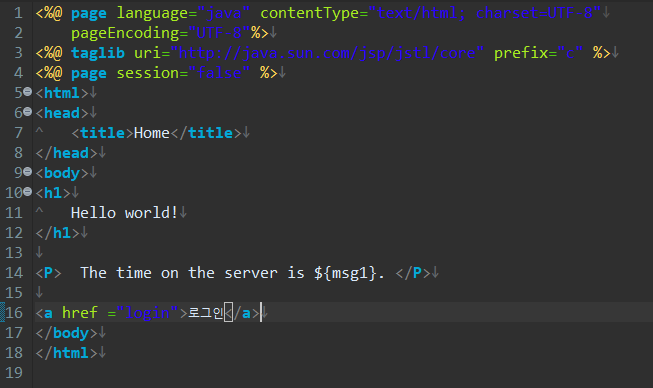 1 <%@ page language="java" contentType="text/html; charset=UTF-8"↓
2 pageEncoding="UTF-8"%>↓
3 <%@ taglib uri="http://java.sun.com/jsp/jstl/core" prefix="c" %>↓
4 <%@ page session="false" %>↓
5 <html>↓
6 <head>↓
7 ^ <title>Home</title>↓
8 </head>↓
9 <body>↓
10 <h1>↓
11 ^ Hello world!↓
12 </h1>↓
13 ↓
14 <P>  The time on the server is ${msg1}. </P>↓
15 ↓
16 <a href ="login">로그인</a>↓
17 </body>↓
18 </html>↓
19